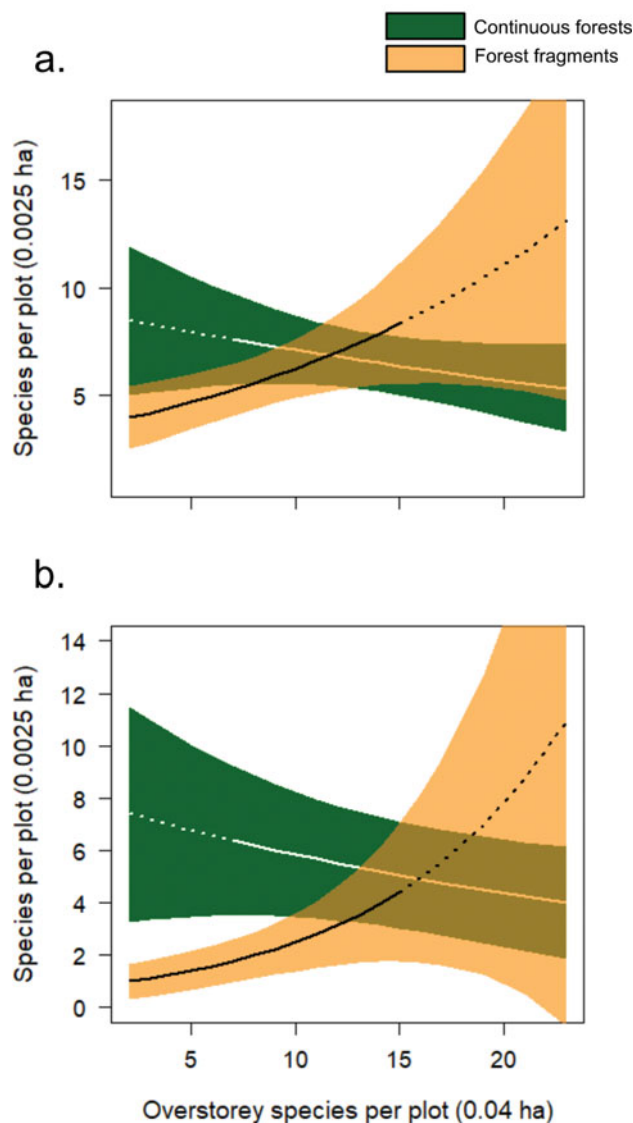 Continuous forests
Forest fragments
a.
Species per plot (0.0025 ha)
15
10
5
b.
Species per plot (0.0025 ha)
14
12
10
8
6
4
2
0
5 10 15 20
Overstorey species per plot (0.04 ha)